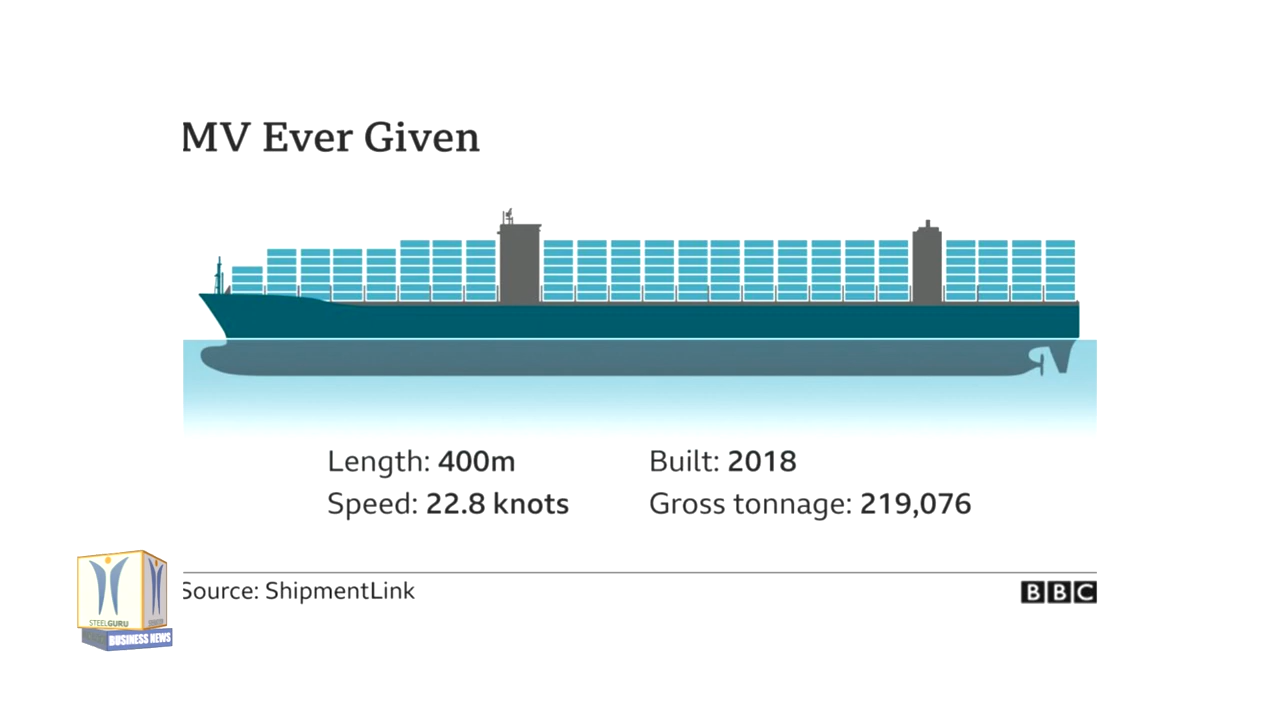 MV Ever Given
Length: 400m
Built: 2018
Speed: 22.8 knots
Gross tonnage: 219,076
Source: ShipmentLink
BBC
STEELGURU
BUSINESS NEWS